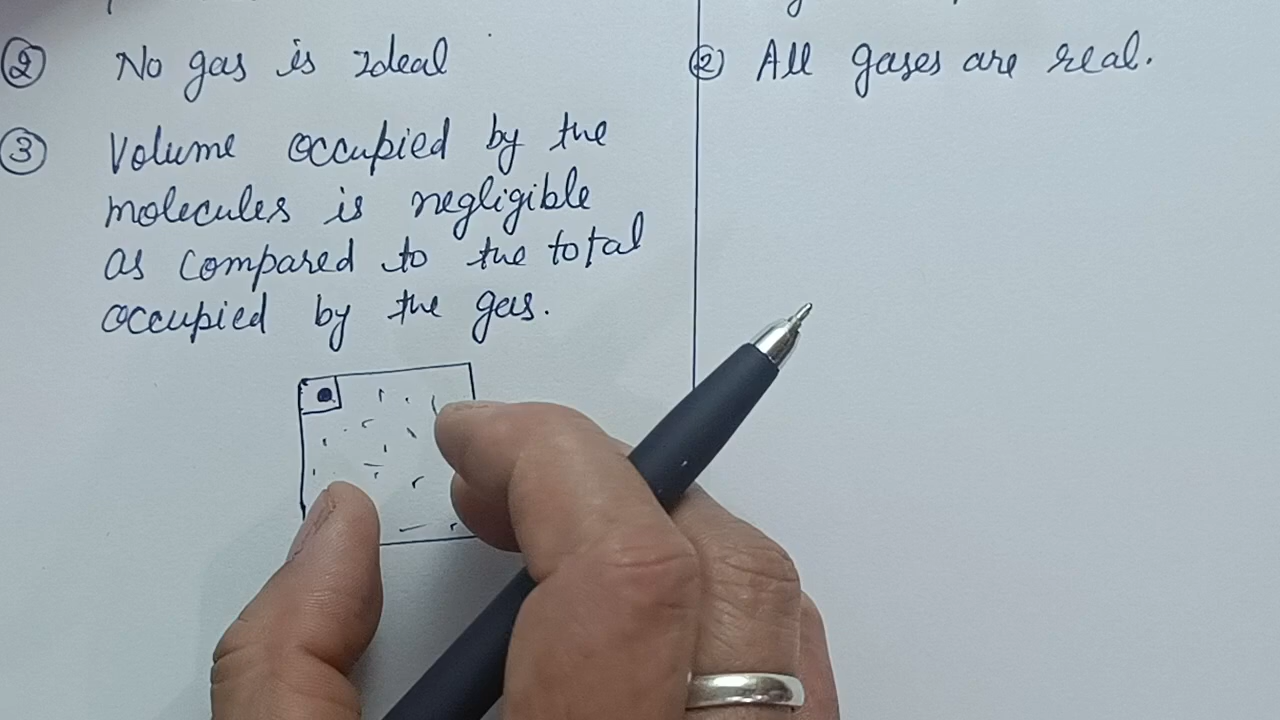 ② No gas is Ideal
② All gases are real.
③ Volume occupied by the
molecules is negligible
as compared to the total
occupied by the gas.